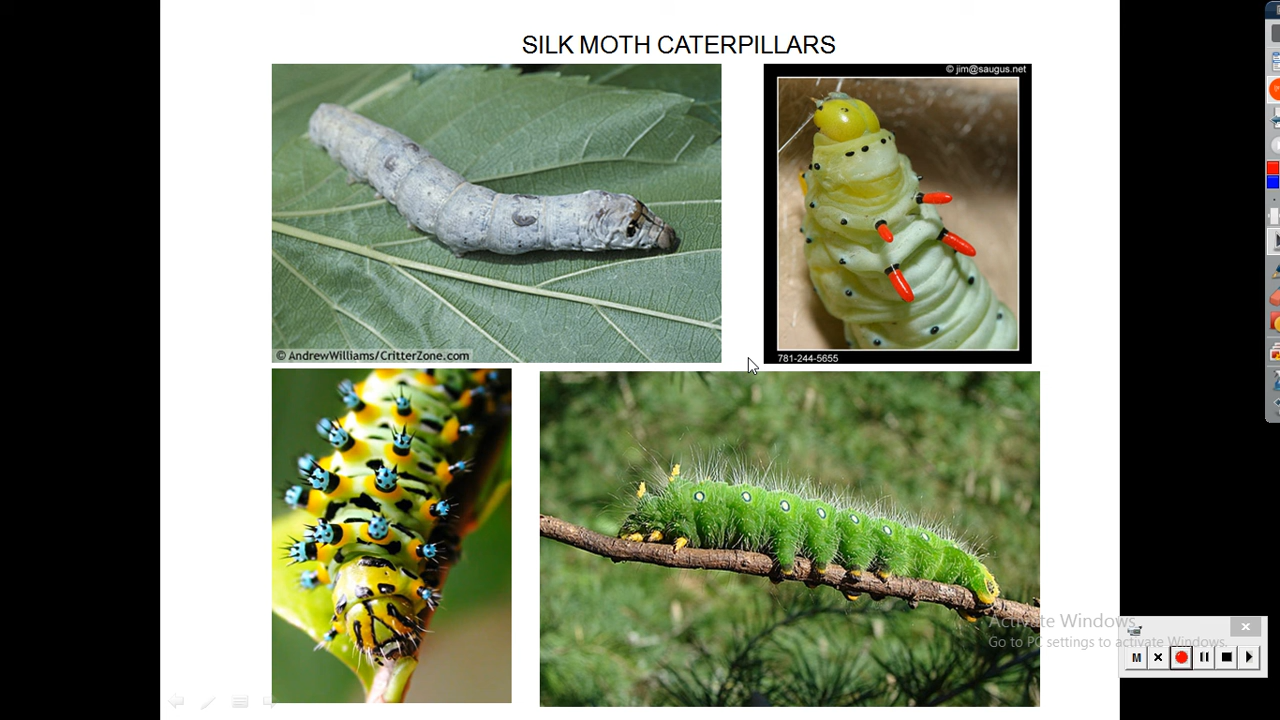 SILK MOTH CATERPILLARS
© jim@saugus.net
© AndrewWilliams/CritterZone.com
781-244-5655
Activate Windows
Go to PC settings to activate Windows.
M